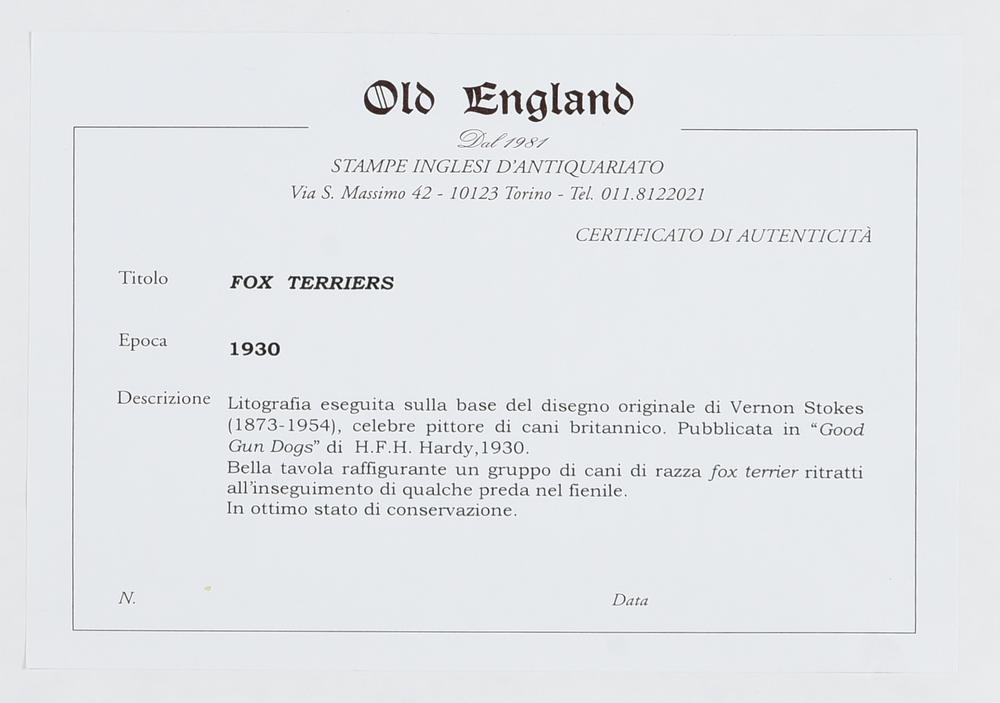 Old England
Dal 1981
STAMPE INGLESI D'ANTIQUARIATO
Via S. Massimo 42 - 10123 Torino - Tel. 011.8122021
CERTIFICATO DI AUTENTICITÀ
Titolo FOX TERRIERS
Epoca 1930
Descrizione Litografia eseguita sulla base del disegno originale di Vernon Stokes
(1873-1954), celebre pittore di cani britannico. Pubblicata in “Good
Gun Dogs” di H.F.H. Hardy,1930.
Bella tavola raffigurante un gruppo di cani di razza fox terrier ritratti
all'inseguimento di qualche preda nel fienile.
In ottimo stato di conservazione.
N. Data